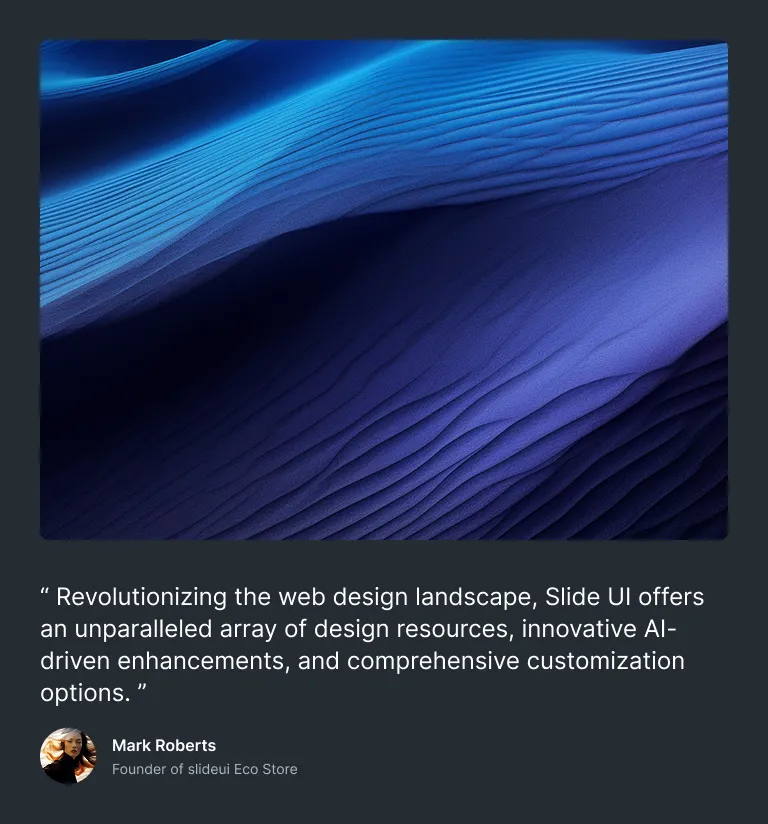 “ Revolutionizing the web design landscape, Slide UI offers
an unparalleled array of design resources, innovative AI-
driven enhancements, and comprehensive customization
options. ”
Mark Roberts
Founder of slideui Eco Store